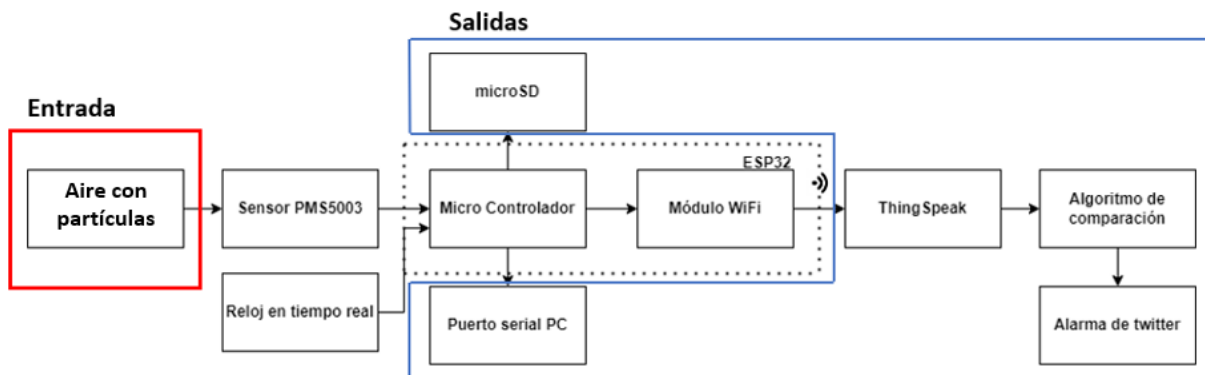 Salidas
microSD
Entrada
ESP32
Aire con
partículas
Sensor PMS5003
Micro Controlador
Módulo WiFi
ThingSpeak
Algoritmo de
comparación
Reloj en tiempo real
Puerto serial PC
Alarma de twitter